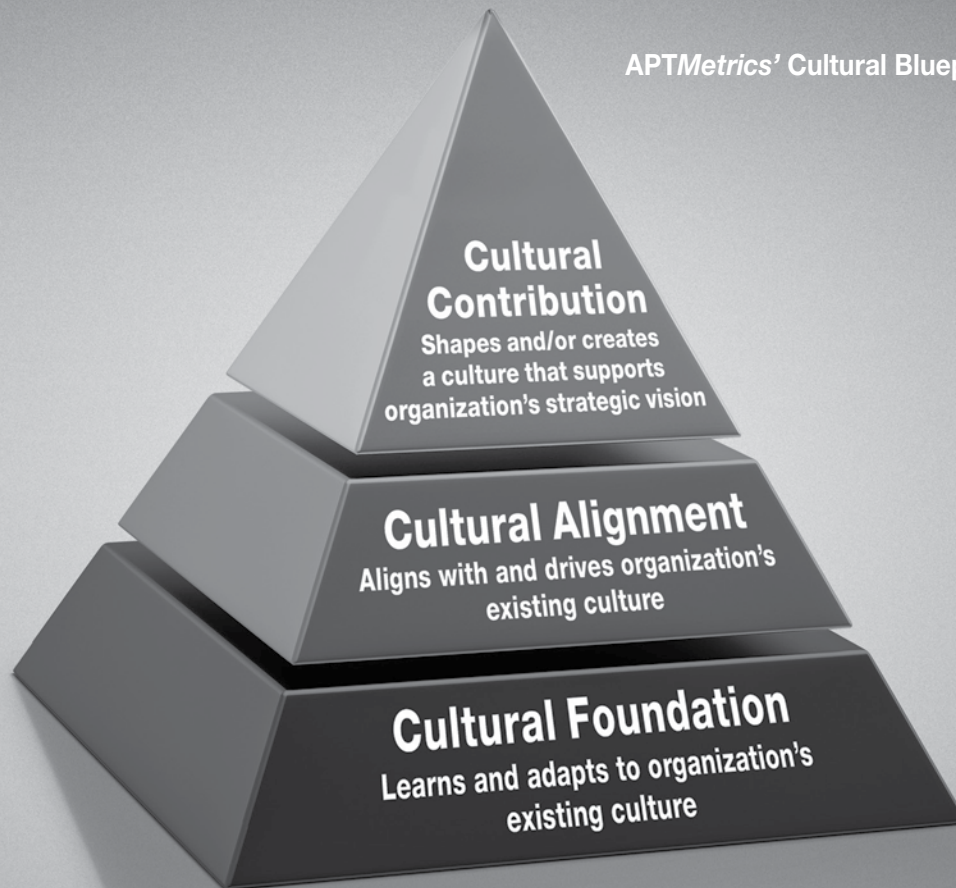 APTMetrics’ Cultural
Cultural
Contribution
Shapes and/or creates
a culture that supports
organization’s strategic vision
Cultural Alignment
Aligns with and drives organization’s
existing culture
Cultural Foundation
Learns and adapts to organization’s
existing culture